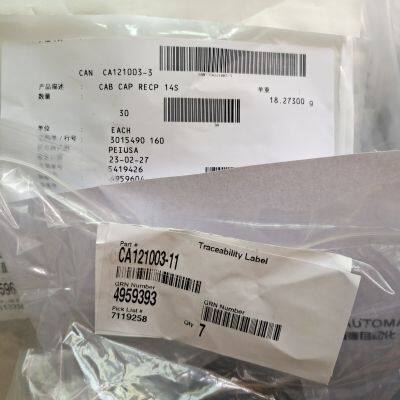 CAN CA121003-3
产品描述 : CAB CAP RECP 14S
单重
18.27300 g
数量
30
单位 : EACH
3015490 160
PEIUSA
23-02-27
5419426
4959604
Traceability Label
Part #
CA121003-11
GRN Number
4959393
Pick List #
7119258
GRN Number
Qty 7
AUTOMA